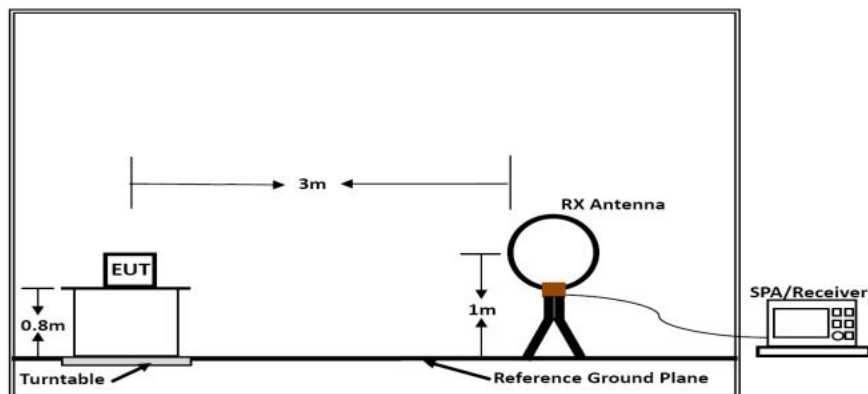 3m
RX Antenna
EUT
SPA/Receiver
0.8m
1m
Turntable
Reference Ground Plane